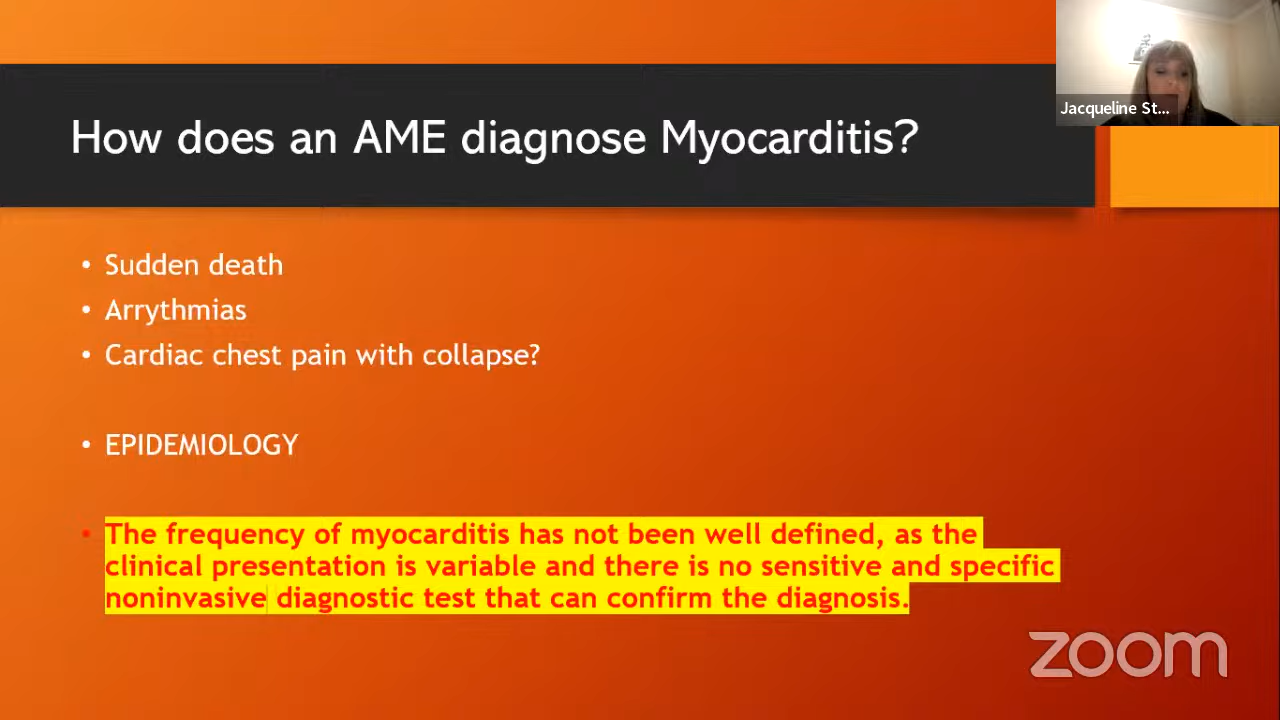 Jacqueline St...
How does an AME diagnose Myocarditis?
• Sudden death
• Arrythmias
• Cardiac chest pain with collapse?
• EPIDEMIOLOGY
• The frequency of myocarditis has not been well defined, as the
clinical presentation is variable and there is no sensitive and specific
noninvasive diagnostic test that can confirm the diagnosis.
zoom